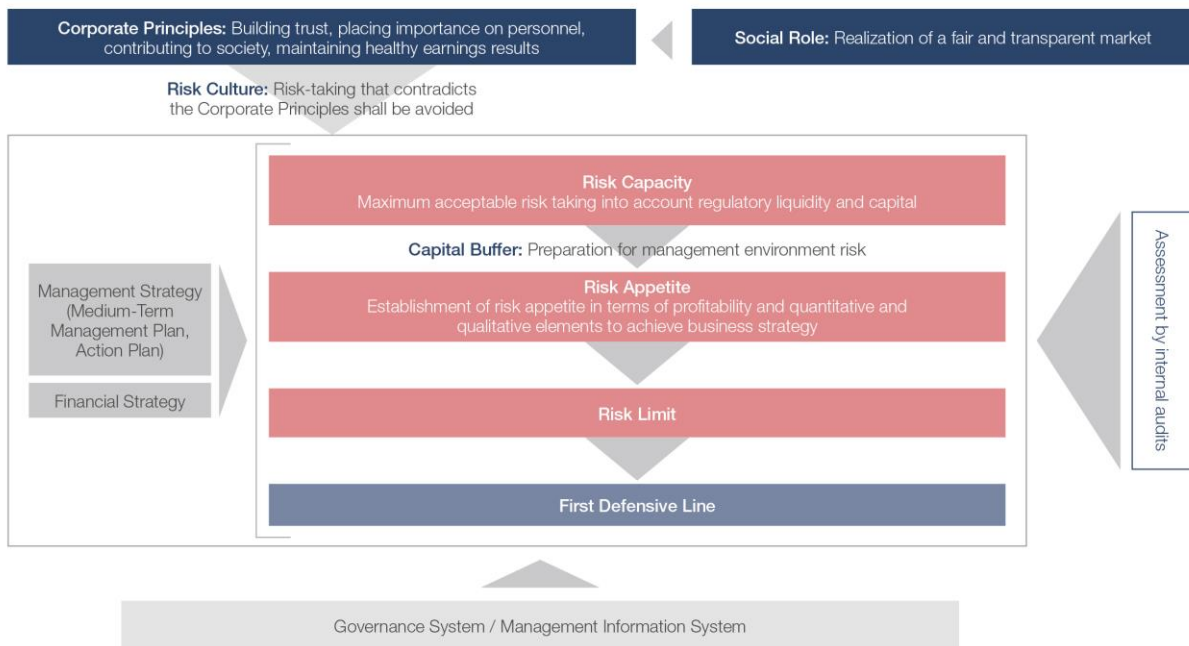 Corporate Principles: Building trust, placing importance on personnel,
contributing to society, maintaining healthy earnings results
Social Role: Realization of a fair and transparent market
Risk Culture: Risk-taking that contradicts
the Corporate Principles shall be avoided
Risk Capacity
Maximum acceptable risk taking into account regulatory liquidity and capital
Capital Buffer: Preparation for management environment risk
Management Strategy
(Medium-Term
Management Plan,
Action Plan)
Financial Strategy
Risk Appetite
Establishment of risk appetite in terms of profitability and quantitative and
qualitative elements to achieve business strategy
Risk Limit
First Defensive Line
Assessment by internal audits
Governance System / Management Information System